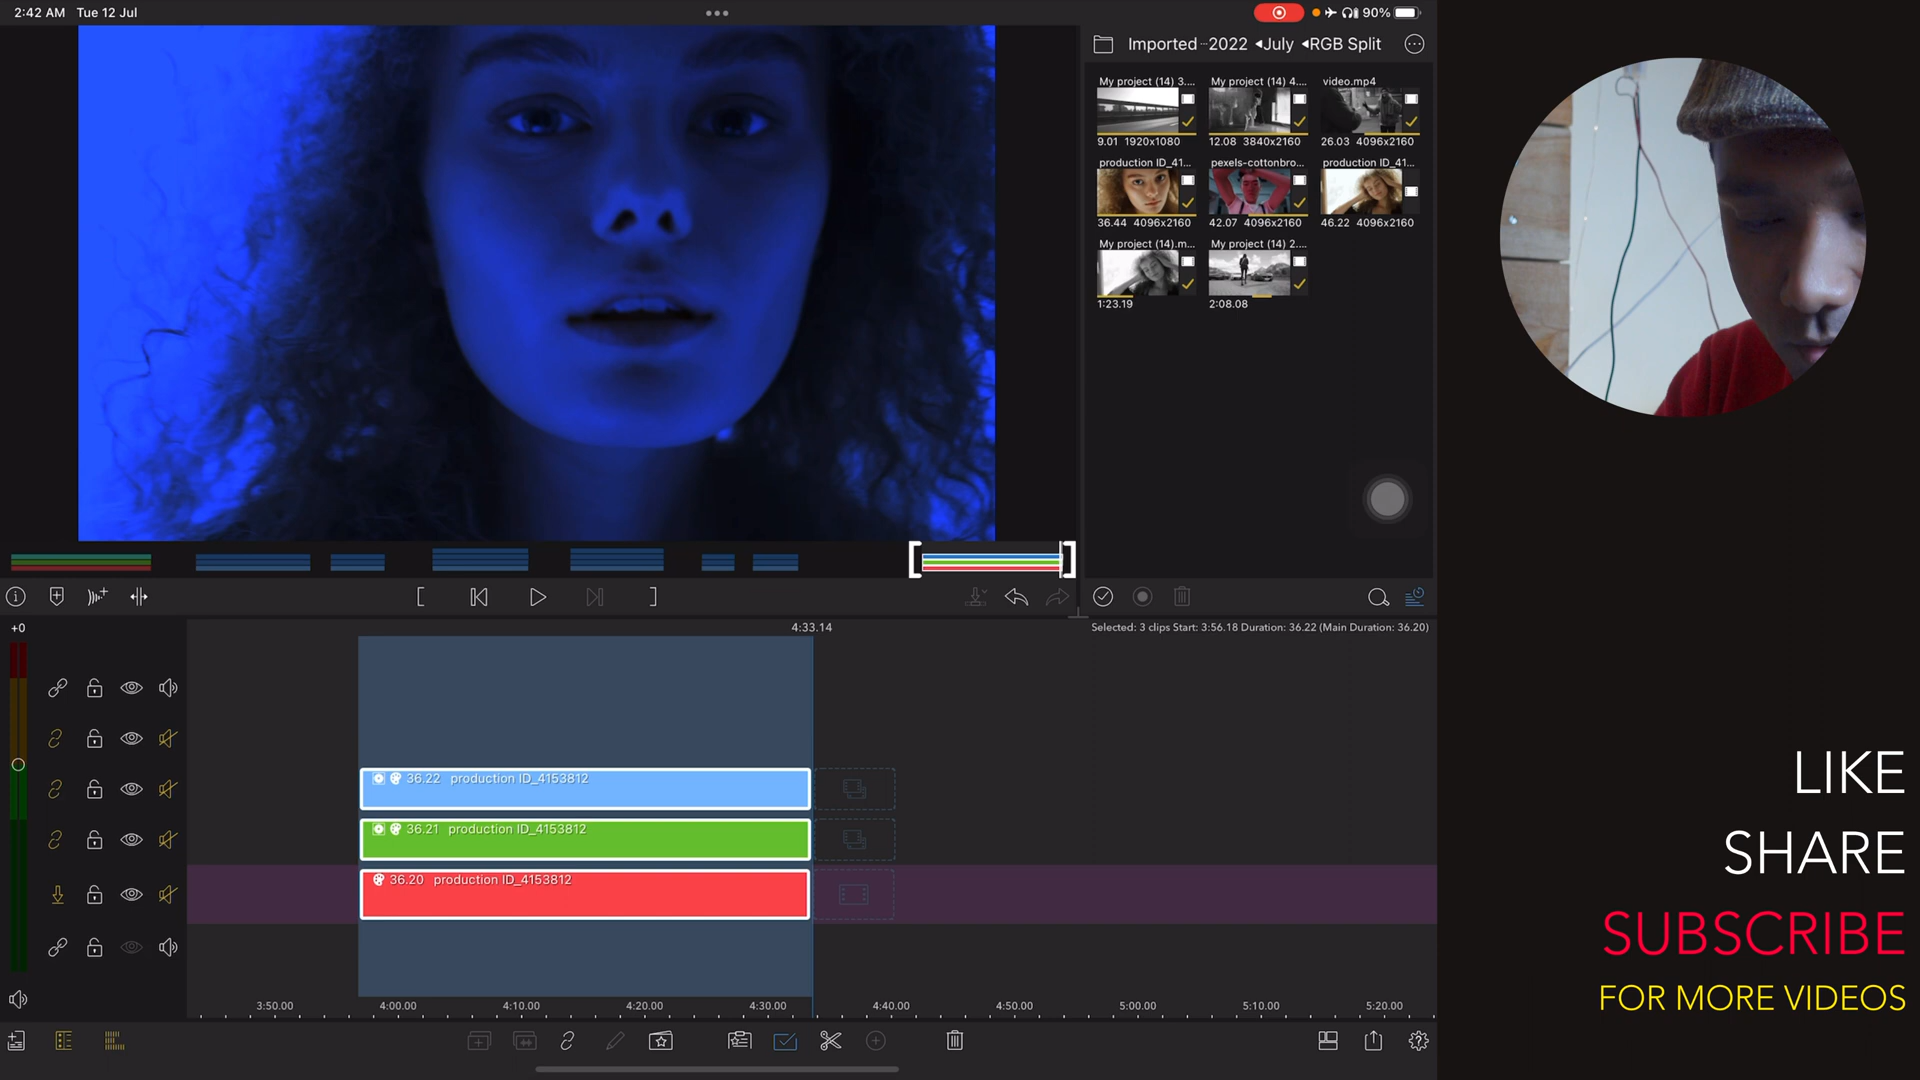 2:42 AM Tue 12 Jul
90%
Imported ··2022 ◂July ◂RGB Split
My project (14) 3....
9.01 1920x1080
My project (14) 4....
12.08 3840x2160
video.mp4
26.03 4096x2160
production ID_41...
36.44 4096x2160
pexels-cottonbro...
42.07 4096x2160
production ID_41...
46.22 4096x2160
My project (14).m...
1:23.19
My project (14) 2....
2:08.08
+0
4:33.14
Selected: 3 clips Start: 3:56.18 Duration: 36.22 (Main Duration: 36.20)
36.22 production ID_4153812
36.21 production ID_4153812
36.20 production ID_4153812
3:50.00 4:00.00 4:10.00 4:20.00 4:30.00 4:40.00 4:50.00 5:00.00 5:10.00 5:20.00
LIKE
SHARE
SUBSCRIBE
FOR MORE VIDEOS